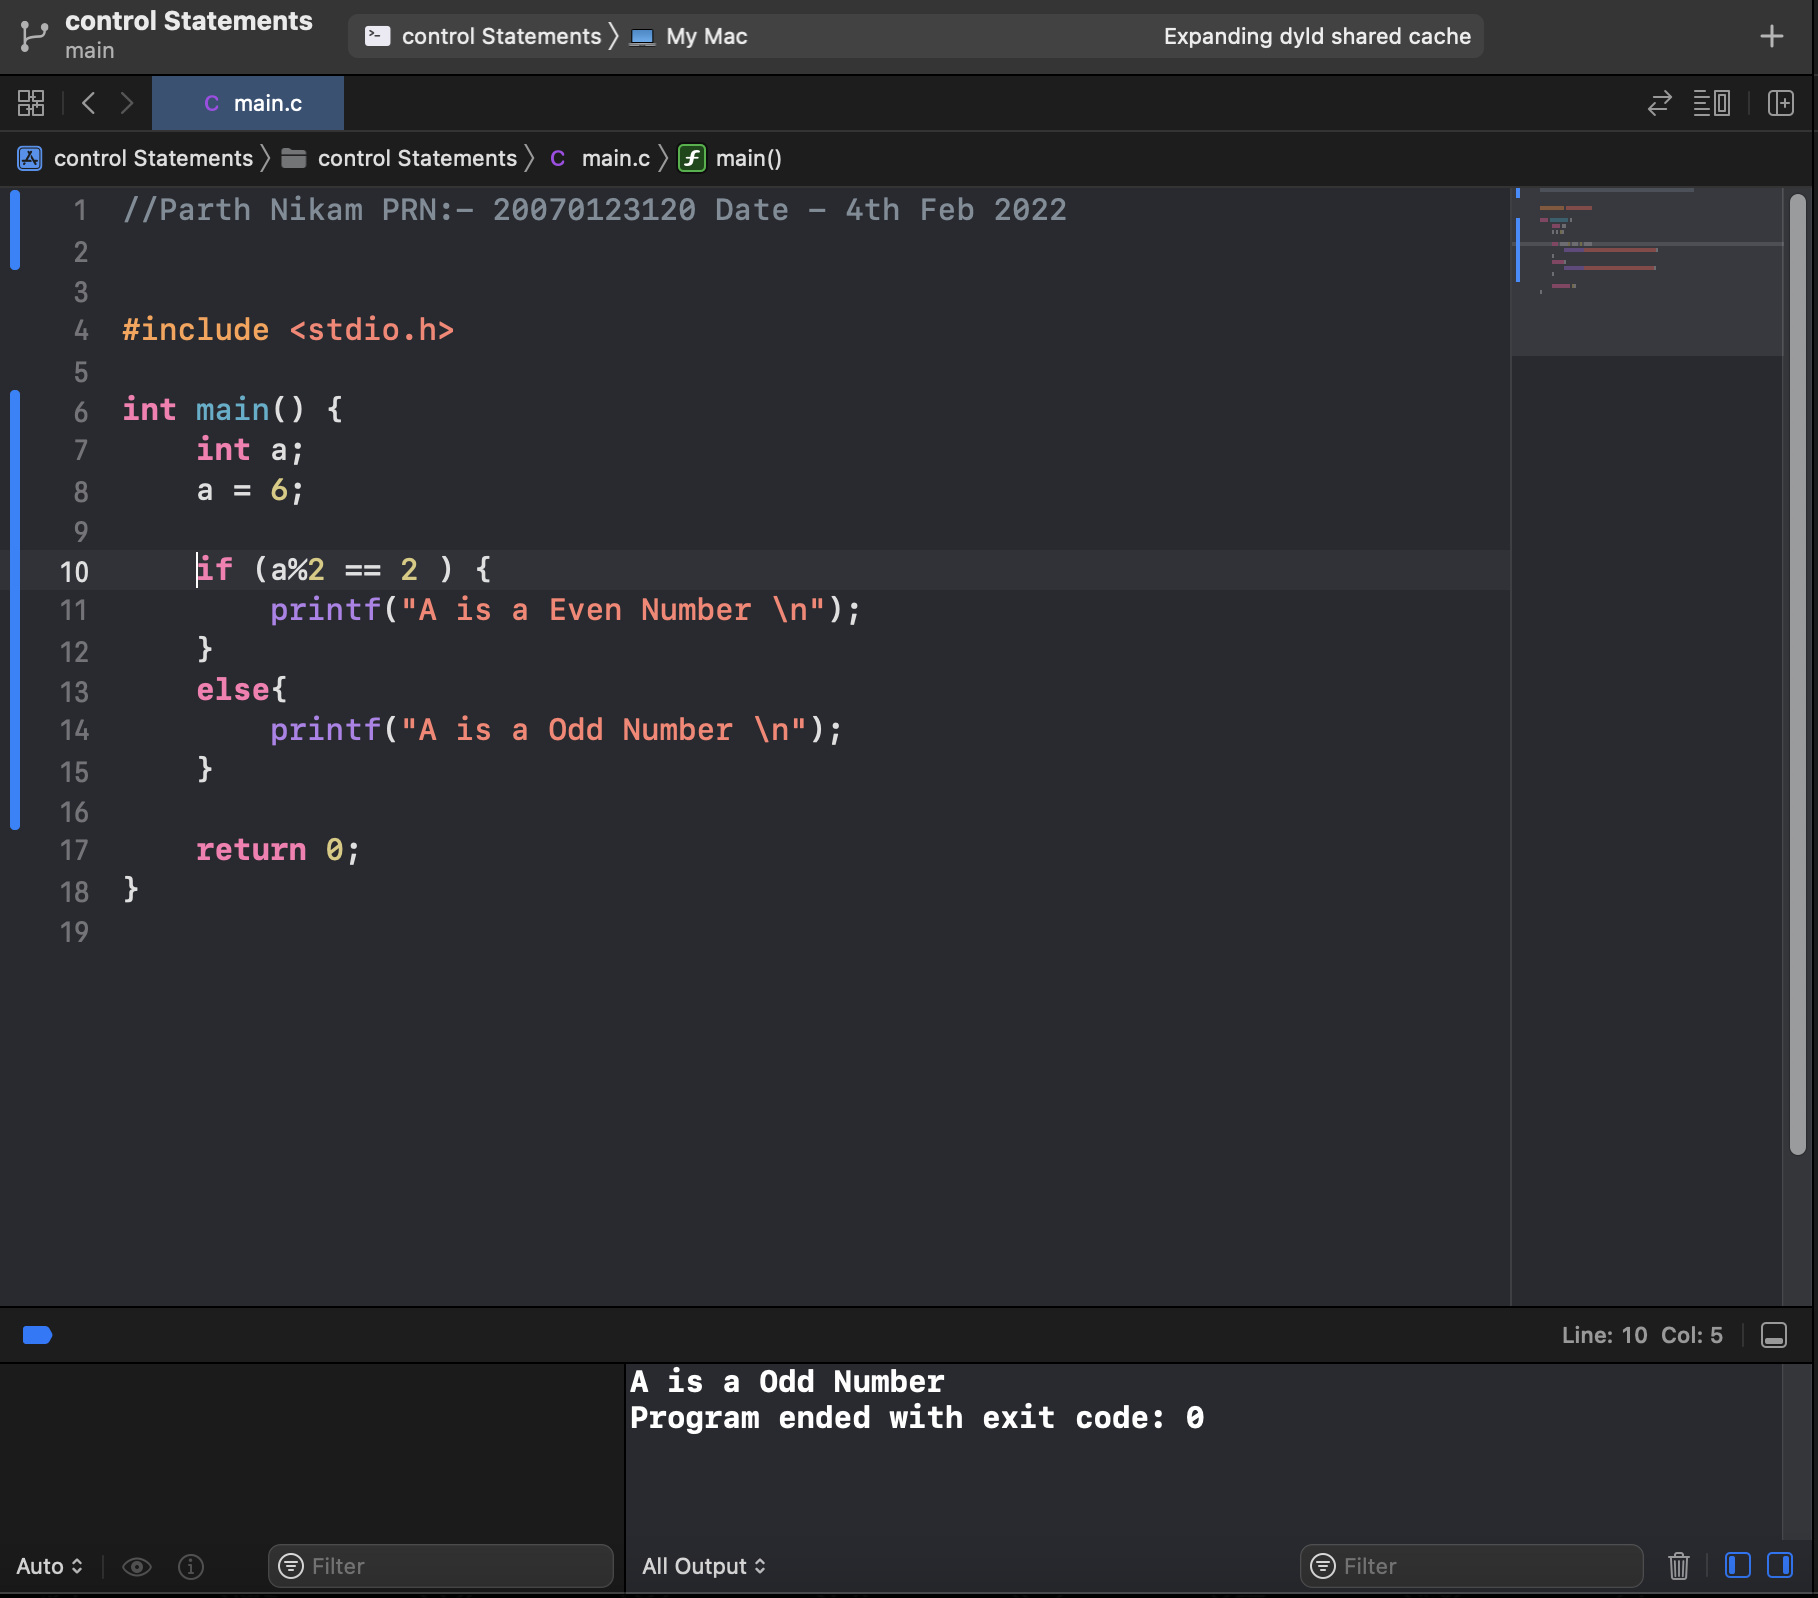 control Statements
main
control Statements My Mac
Expanding dyld shared cache
C main.c
control Statements control Statements C main.c main()
1 //Parth Nikam PRN:- 20070123120 Date - 4th Feb 2022
2
3
4 #include <stdio.h>
5
6 int main() {
7 int a;
8 a = 6;
9
10 if (a%2 == 2 ) {
11 printf("A is a Even Number \n");
12 }
13 else{
14 printf("A is a Odd Number \n");
15 }
16
17 return 0;
18 }
19
Line: 10 Col: 5
A is a Odd Number
Program ended with exit code: 0
Auto Filter All Output Filter